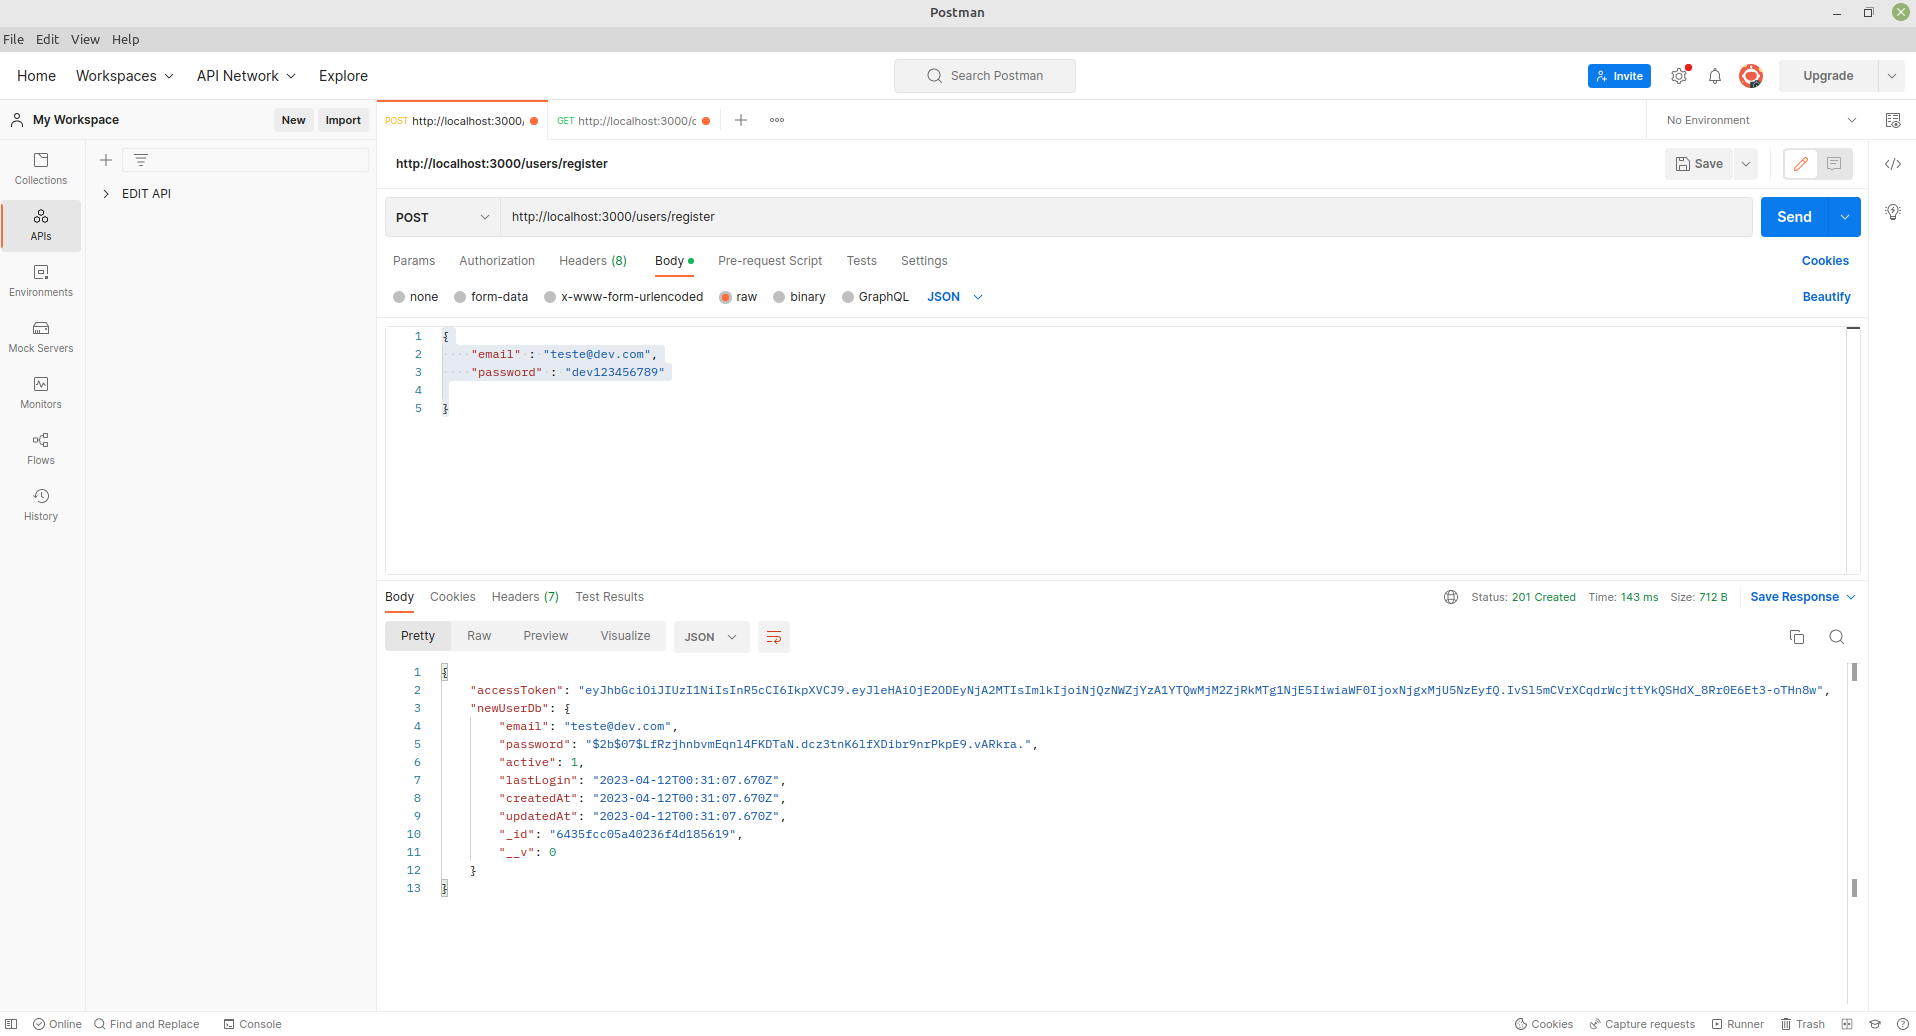 Postman
File Edit View Help
Home Workspaces API Network Explore
Search Postman
Invite
Upgrade
My Workspace
New Import
POST http://localhost:3000/
GET http://localhost:3000/c
No Environment
Collections
APIs
Environments
Mock Servers
Monitors
Flows
History
EDIT API
http://localhost:3000/users/register
Save
POST http://localhost:3000/users/register
Send
Params Authorization Headers (8) Body Pre-request Script Tests Settings
Cookies
none form-data x-www-form-urlencoded raw binary GraphQL JSON
Beautify
1 {
2 "email" : "teste@dev.com",
3 "password" : "dev123456789"
4
5 }
Body Cookies Headers (7) Test Results
Status: 201 Created Time: 143 ms Size: 712 B
Save Response
Pretty Raw Preview Visualize JSON
1 {
2 "accessToken": "eyJhbGciOiJIUzI1NiIsInR5cCI6IkpXVCJ9.eyJleHAiOjE2ODEyNjA2MTIsImlkIjoiNjQzNWZjYzA1YTQwMjM2ZjRkMTg1NjE5IiwiaWF0IjoxNjgxMjU5NzEyfQ.IvSl5mCVrXCqdrWcjttYkQSHdX_8Rr0E6Et3-oTHn8w",
3 "newUserDb": {
4 "email": "teste@dev.com",
5 "password": "$2b$07$LfRzjhnbvmEqnl4FKDTaN.dcz3tnK6lfXDibr9nrPkpE9.vARkra.",
6 "active": 1,
7 "lastLogin": "2023-04-12T00:31:07.670Z",
8 "createdAt": "2023-04-12T00:31:07.670Z",
9 "updatedAt": "2023-04-12T00:31:07.670Z",
10 "_id": "6435fcc05a40236f4d185619",
11 "__v": 0
12 }
13 }
Online Find and Replace Console
Cookies Capture requests Runner Trash